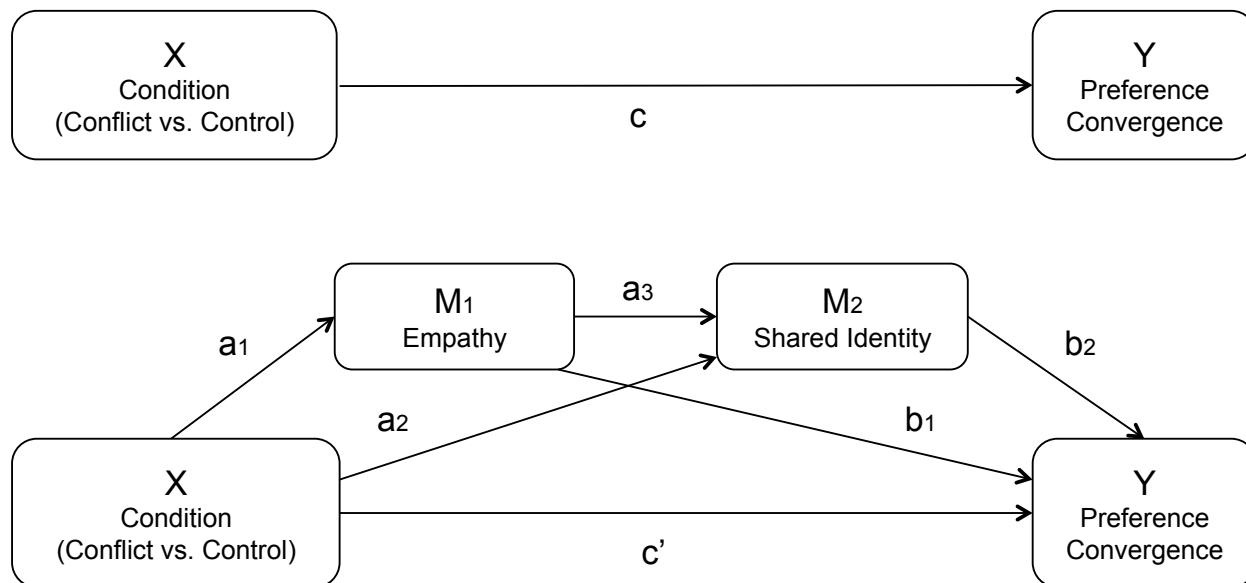 X
Condition
(Conflict vs. Control)
c
Y
Preference
Convergence
M1
Empathy
a3
M2
Shared Identity
a1
a2
b1
b2
X
Condition
(Conflict vs. Control)
c’
Y
Preference
Convergence